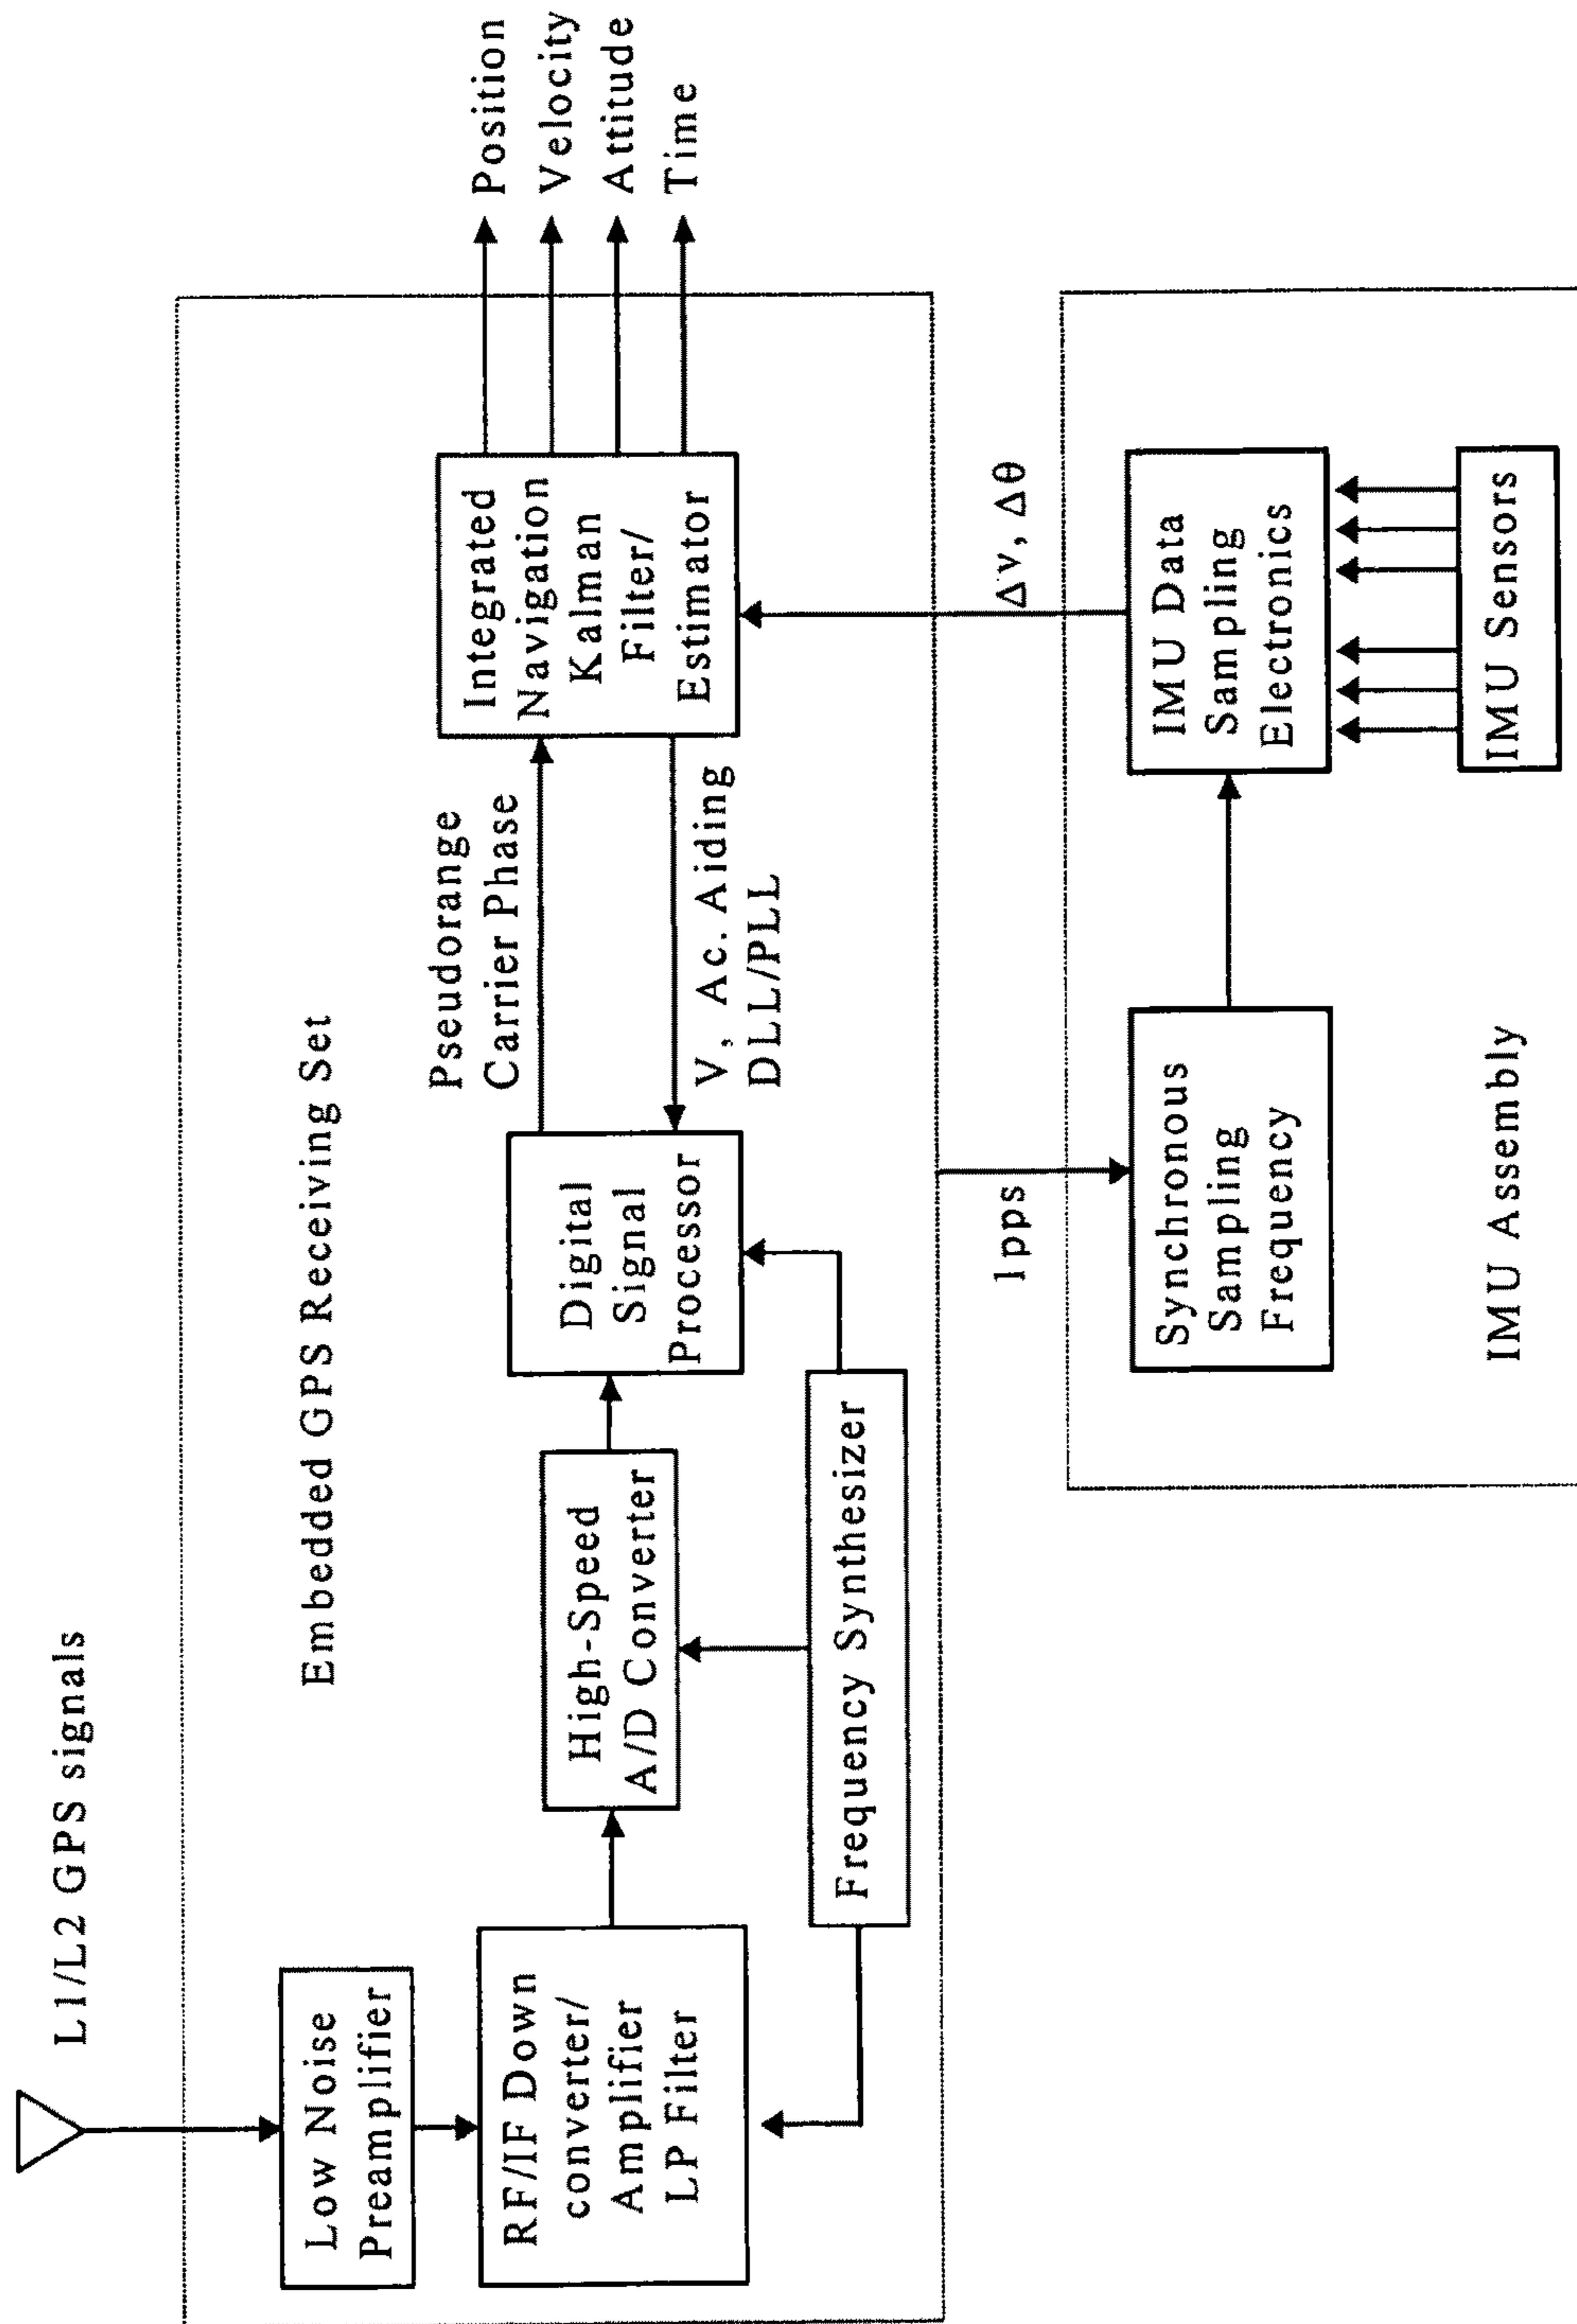 L1/L2 GPS signals
Embedded GPS Receiving Set
Low Noise
Preamplifier
RF/IF Down
converter/
Amplifier
LP Filter
High-Speed
A/D Converter
Digital
Signal
Processor
Frequency Synthesizer
Pseudorange
Carrier Phase
V, Ac. Aiding
DLL/PLL
Integrated
Navigation
Kalman
Filter/
Estimator
Position
Velocity
Attitude
Time
1pps
Δv, Δθ
Synchronous
Sampling
Frequency
IMU Data
Sampling
Electronics
IMU Sensors
IMU Assembly